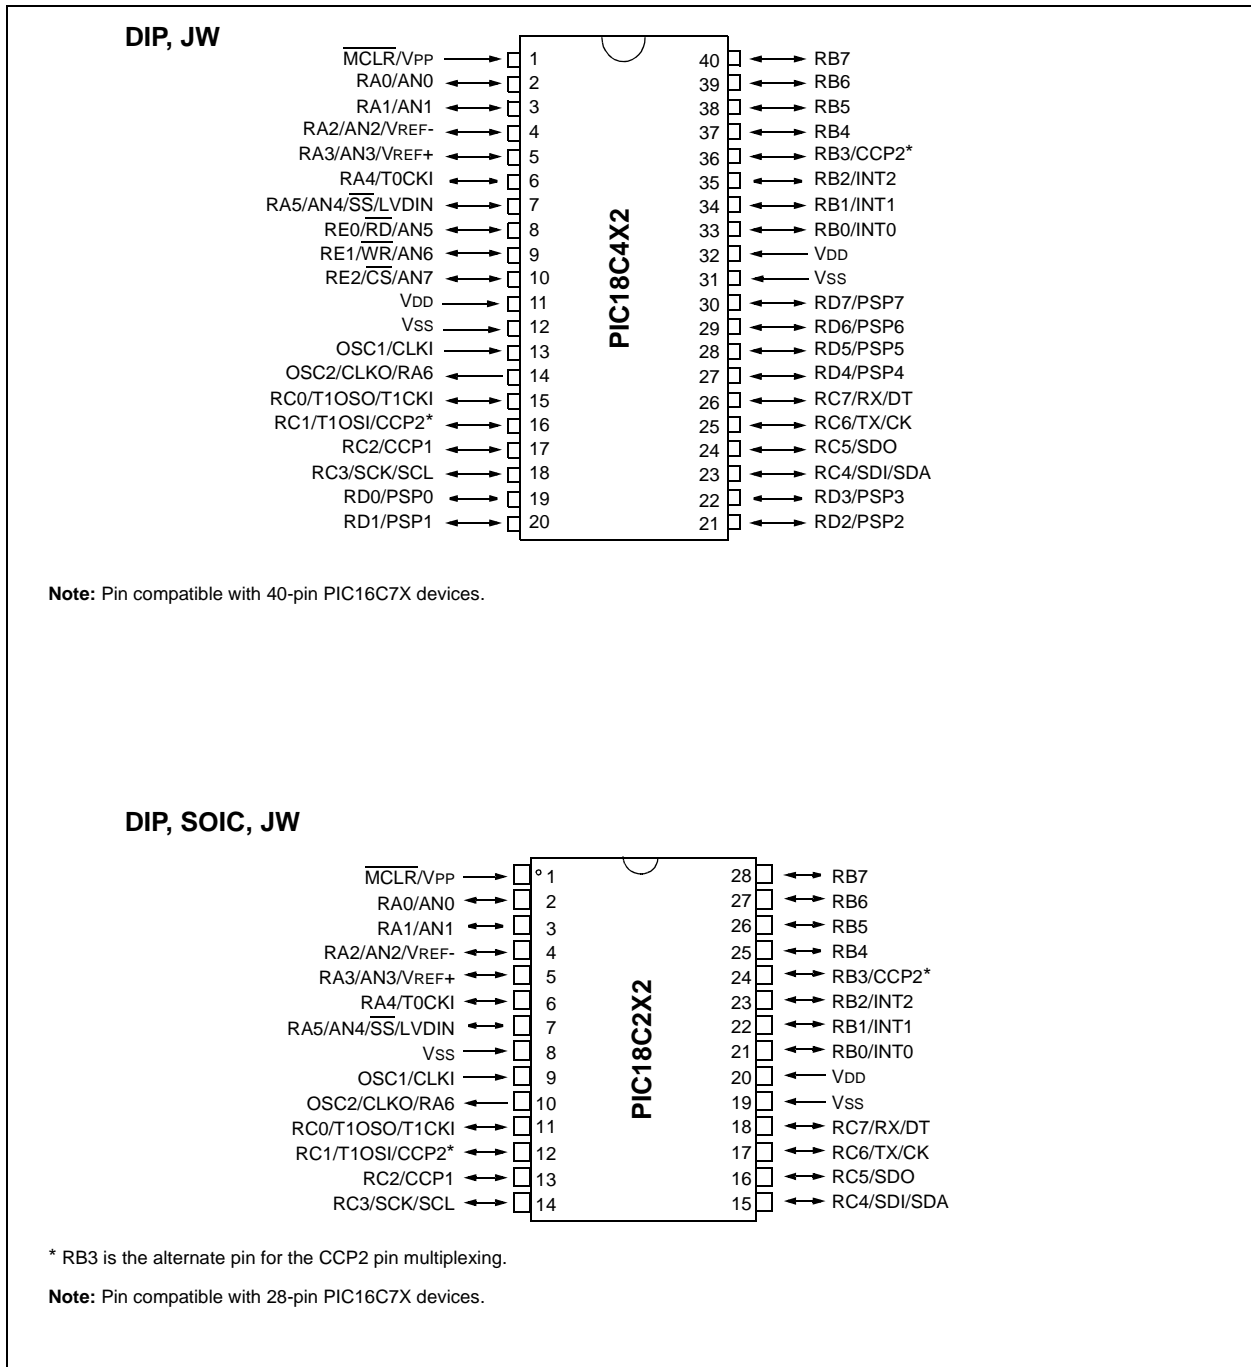 DIP, JW
MCLR/VPP 1 40 RB7
RA0/AN0 2 39 RB6
RA1/AN1 3 38 RB5
RA2/AN2/VREF- 4 37 RB4
RA3/AN3/VREF+ 5 36 RB3/CCP2*
RA4/T0CKI 6 35 RB2/INT2
RA5/AN4/SS/LVDIN 7 34 RB1/INT1
RE0/RD/AN5 8 33 RB0/INT0
RE1/WR/AN6 9 32 VDD
RE2/CS/AN7 10 31 VSS
VDD 11 30 RD7/PSP7
VSS 12 29 RD6/PSP6
OSC1/CLKI 13 28 RD5/PSP5
OSC2/CLKO/RA6 14 27 RD4/PSP4
RC0/T1OSO/T1CKI 15 26 RC7/RX/DT
RC1/T1OSI/CCP2* 16 25 RC6/TX/CK
RC2/CCP1 17 24 RC5/SDO
RC3/SCK/SCL 18 23 RC4/SDI/SDA
RD0/PSP0 19 22 RD3/PSP3
RD1/PSP1 20 21 RD2/PSP2
PIC18C4X2
Note: Pin compatible with 40-pin PIC16C7X devices.
DIP, SOIC, JW
MCLR/VPP 1 28 RB7
RA0/AN0 2 27 RB6
RA1/AN1 3 26 RB5
RA2/AN2/VREF- 4 25 RB4
RA3/AN3/VREF+ 5 24 RB3/CCP2*
RA4/T0CKI 6 23 RB2/INT2
RA5/AN4/SS/LVDIN 7 22 RB1/INT1
VSS 8 21 RB0/INT0
OSC1/CLKI 9 20 VDD
OSC2/CLKO/RA6 10 19 VSS
RC0/T1OSO/T1CKI 11 18 RC7/RX/DT
RC1/T1OSI/CCP2* 12 17 RC6/TX/CK
RC2/CCP1 13 16 RC5/SDO
RC3/SCK/SCL 14 15 RC4/SDI/SDA
PIC18C2X2
* RB3 is the alternate pin for the CCP2 pin multiplexing.
Note: Pin compatible with 28-pin PIC16C7X devices.